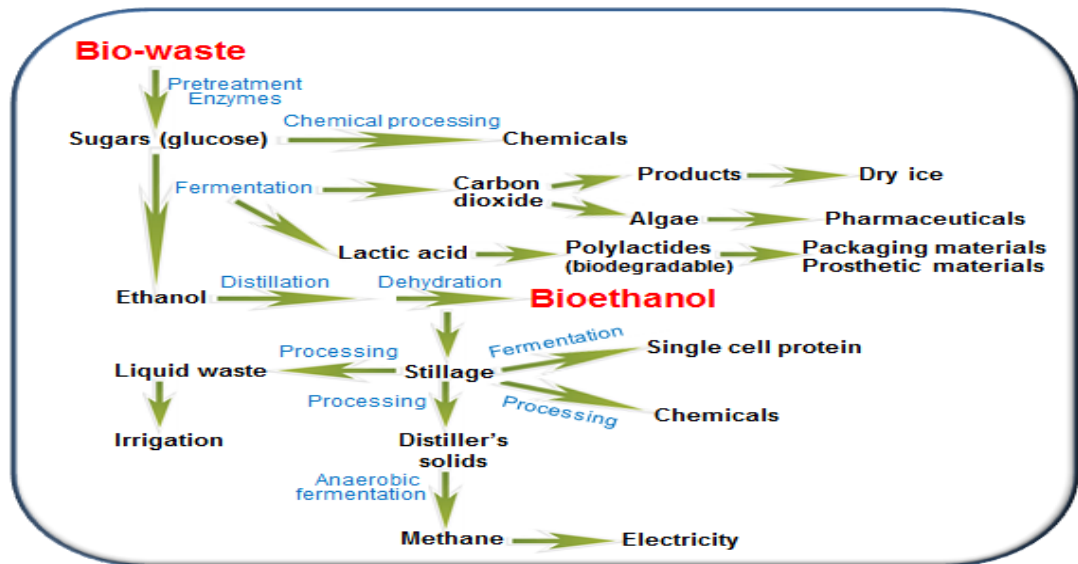 Bio-waste
Pretreatment
Enzymes
Sugars (glucose)
Chemical processing
Chemicals
Fermentation
Carbon
dioxide
Products
Dry ice
Algae
Pharmaceuticals
Lactic acid
Polylactides
(biodegradable)
Packaging materials
Prosthetic materials
Ethanol
Distillation
Dehydration
Bioethanol
Processing
Fermentation
Single cell protein
Liquid waste
Stillage
Processing
Processing
Chemicals
Irrigation
Distiller's
solids
Anaerobic
fermentation
Methane
Electricity